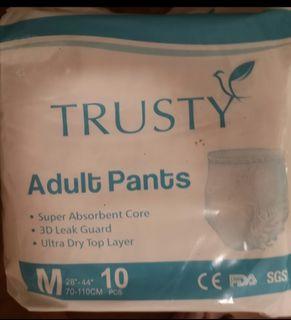 TRUSTY
Adult Pants
• Super Absorbent Core
• 3D Leak Guard
• Ultra Dry Top Layer
M 28"-44" 10
70-110CM PCS
CE FDA SGS